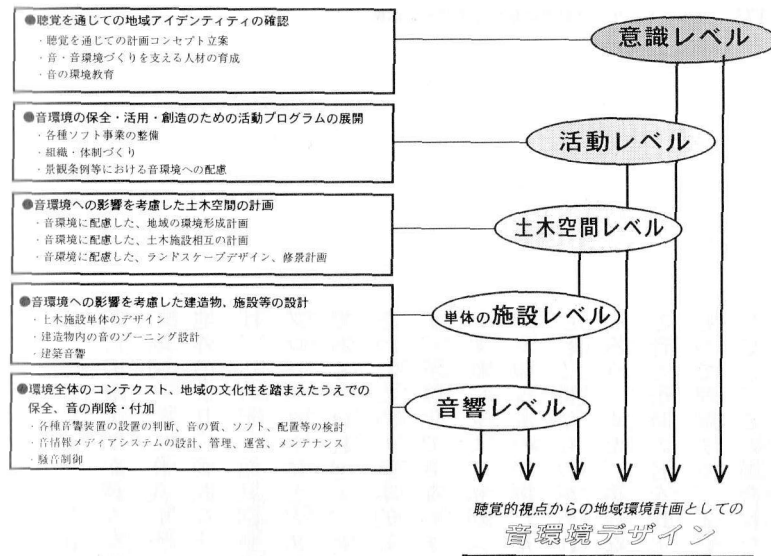 ●聴覚を通じての地域アイデンティティの確認
・聴覚を通じての計画コンセプト立案
・音・音環境づくりを支える人材の育成
・音の環境教育
意識レベル
●音環境の保全・活用・創造のための活動プログラムの展開
・各種ソフト事業の整備
・組織・体制づくり
・景観条例等における音環境への配慮
活動レベル
●音環境への影響を考慮した土木空間の計画
・音環境に配慮した、地域の環境形成計画
・音環境に配慮した、土木施設相互の計画
・音環境に配慮した、ランドスケープデザイン、修景計画
土木空間レベル
●音環境への影響を考慮した建造物、施設等の設計
・土木施設単体のデザイン
・建造物内の音のゾーニング設計
・建築音響
単体の施設レベル
●環境全体のコンテクスト、地域の文化性を踏まえたうえでの
保全、音の削除・付加
・各種音響装置の設置の判断、音の質、ソフト、配置等の検討
・音情報メディアシステムの設計、管理、運営、メンテナンス
・騒音制御
音響レベル
聴覚的視点からの地域環境計画としての
音環境デザイン